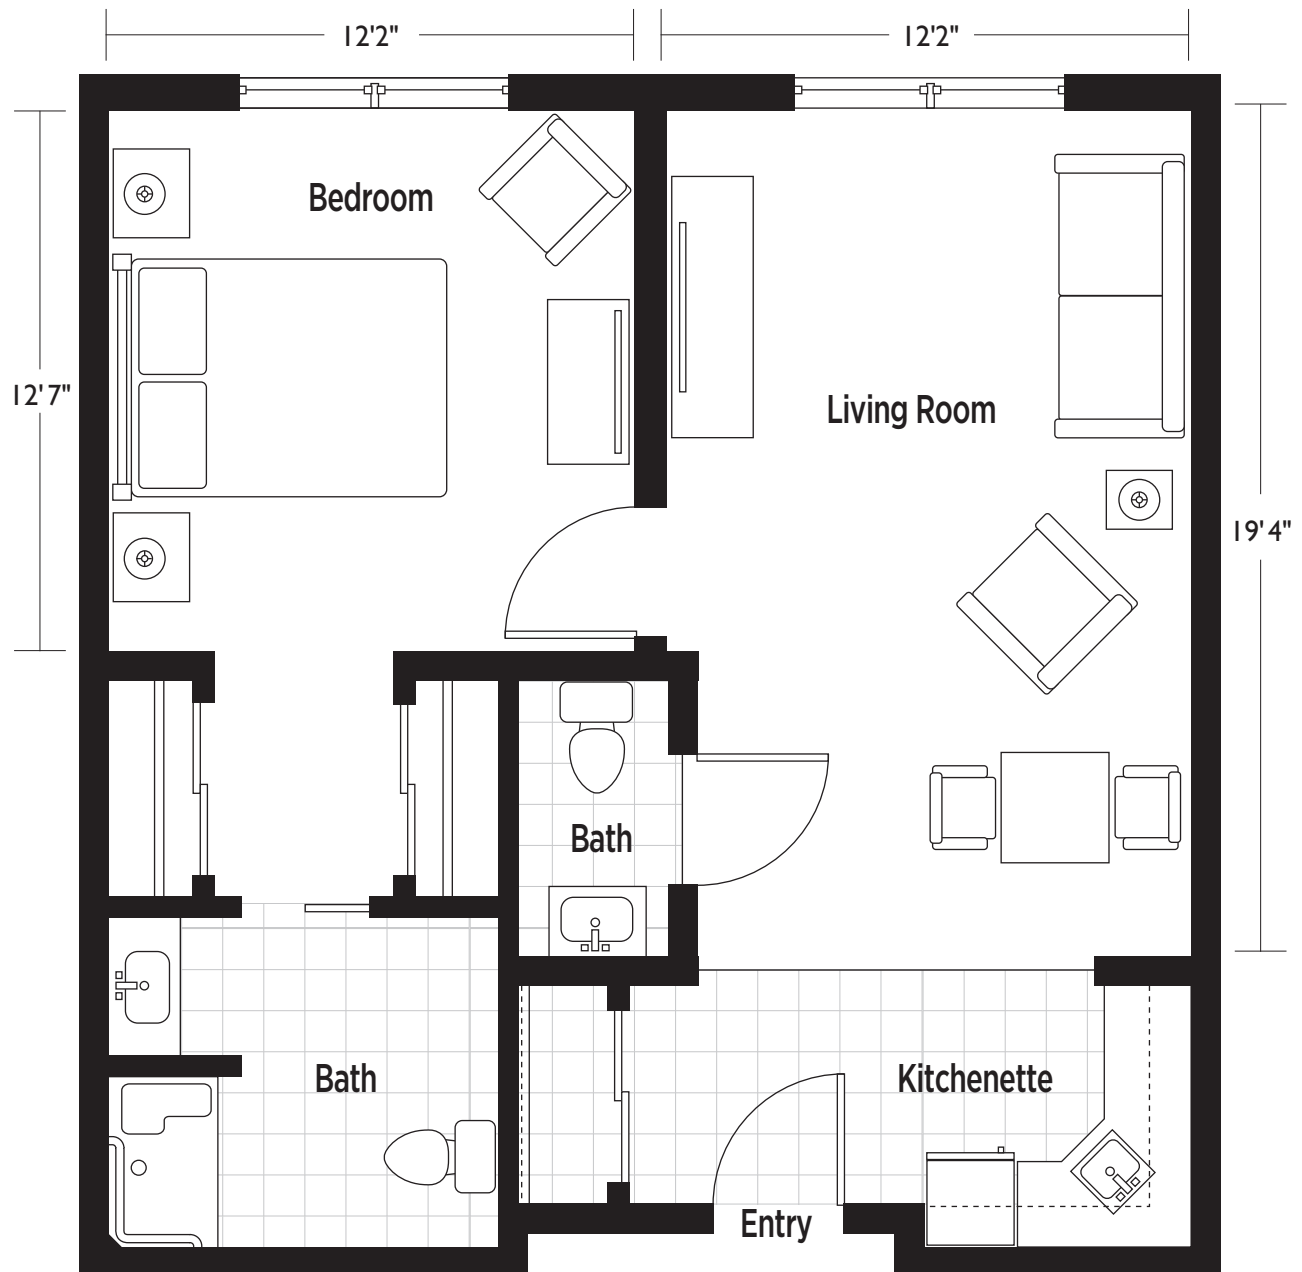 12'2"
12'2"
Bedroom
12'7"
Living Room
19'4"
Bath
Bath
Kitchenette
Entry